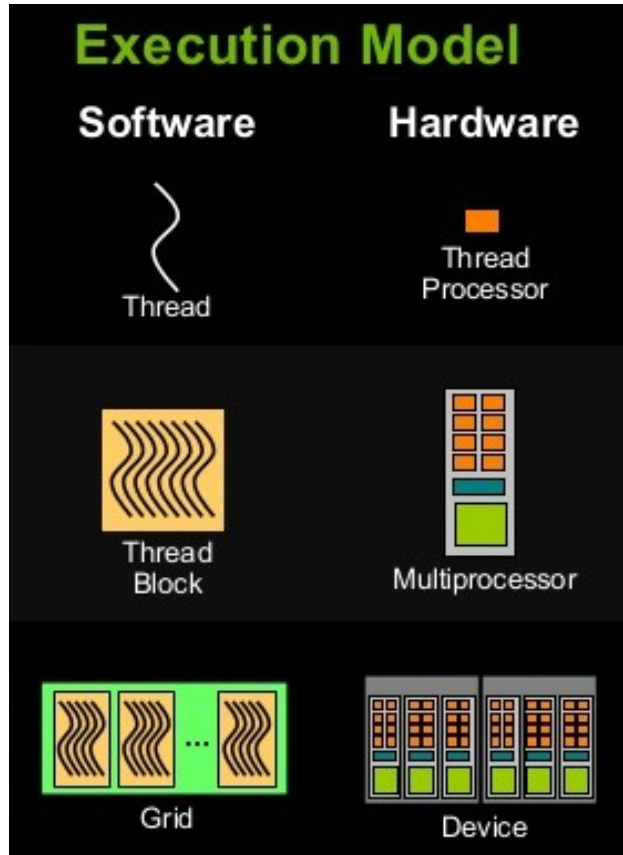 Execution Model
Software
Hardware
Thread
Thread
Processor
Thread
Block
Multiprocessor
...
Grid
Device